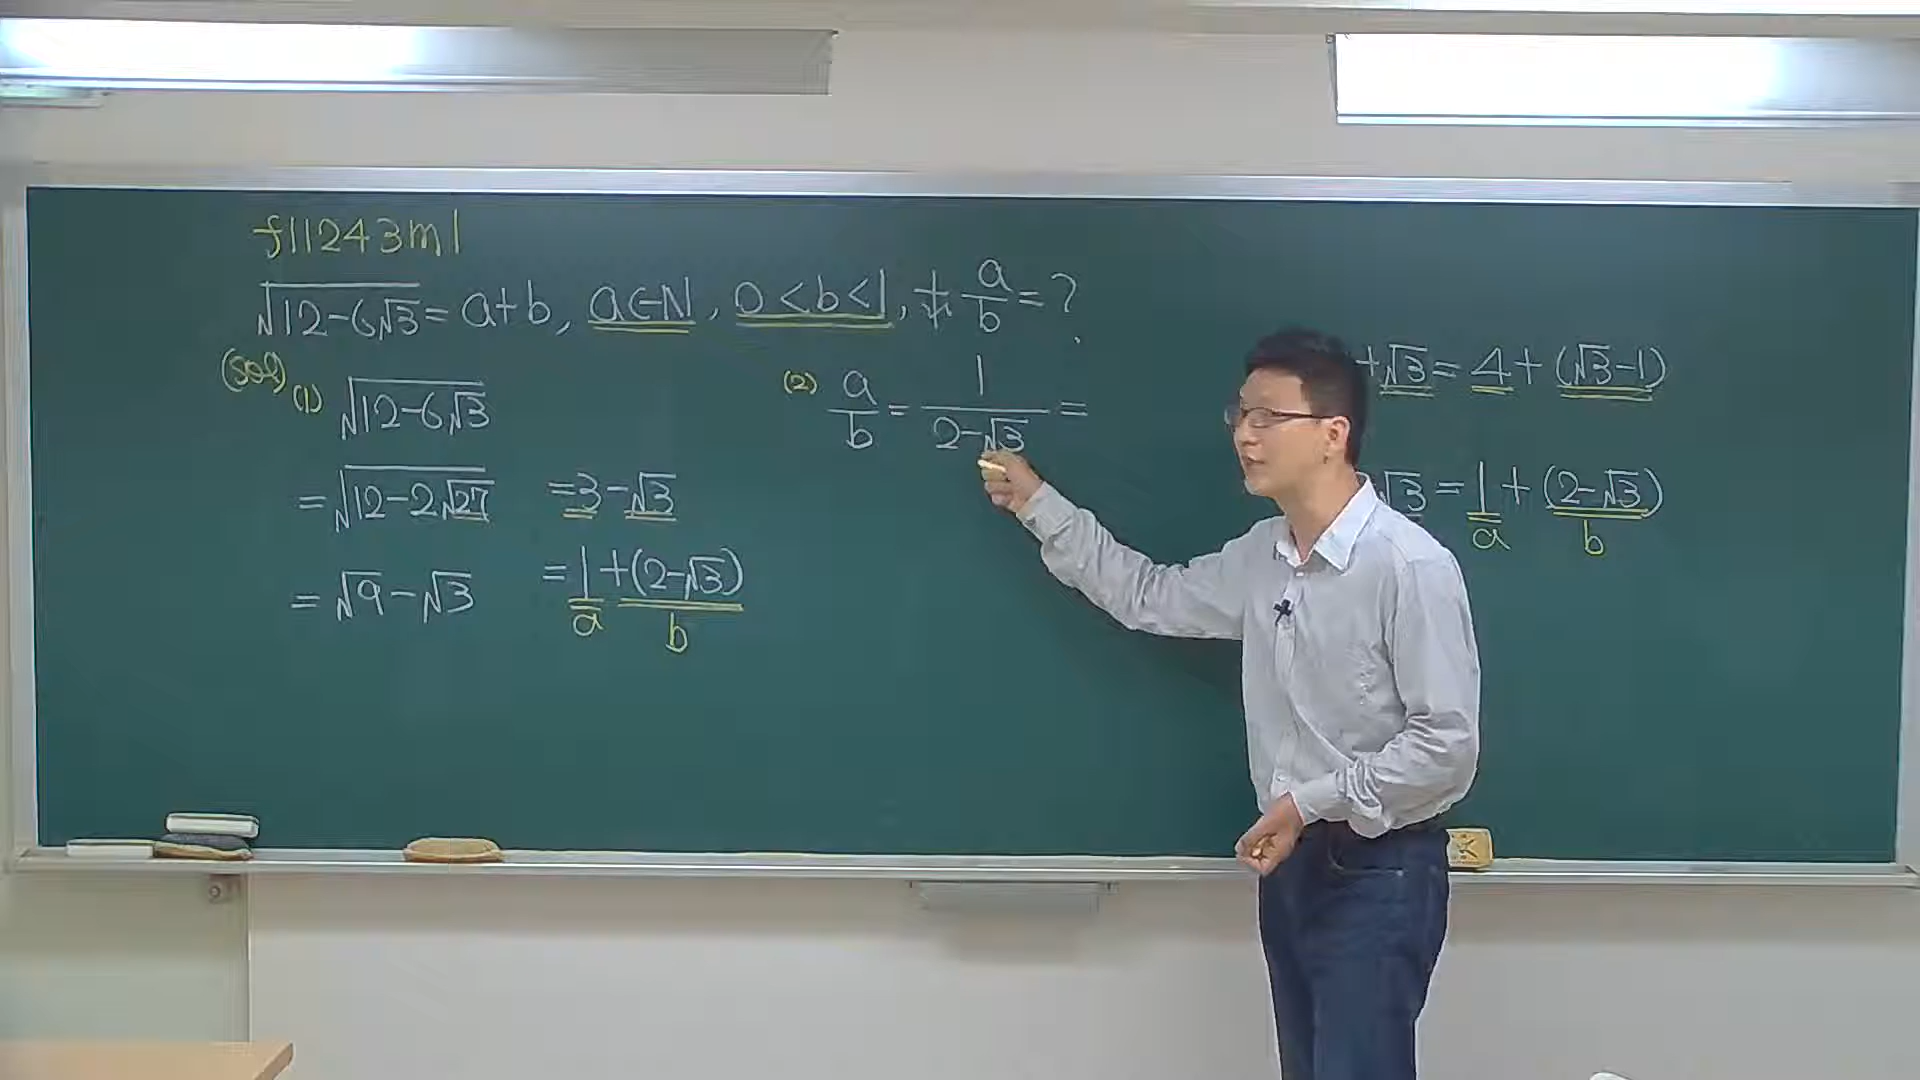 f11243m1
√(12-6√3) = a+b, a∈N, 0<b<1, 求 a/b = ?
(sol) (1) √(12-6√3)
= √(12-2√27)
= √9-√3
= 3-√3
= 1+(2-√3)
a b
(2) a/b = 1/(2-√3) =
+√3 = 4+(√3-1)
√3 = 1+(2-√3)
a b